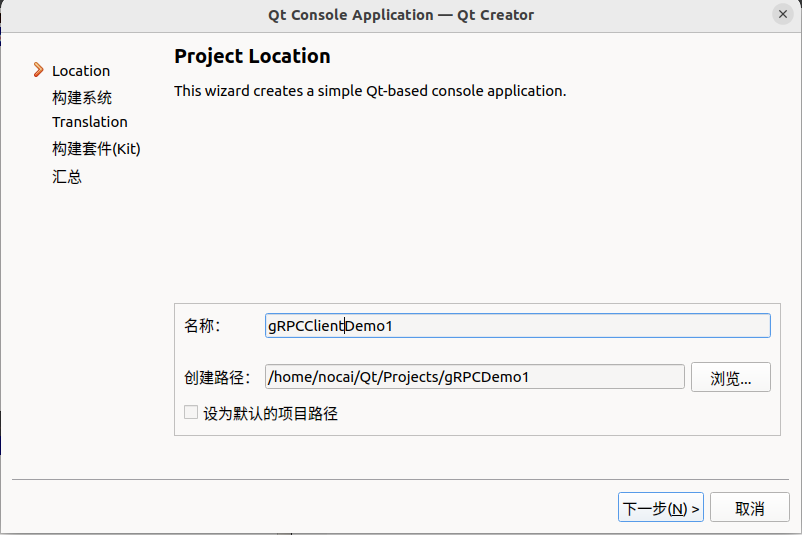 Qt Console Application — Qt Creator
Project Location
This wizard creates a simple Qt-based console application.
Location
构建系统
Translation
构建套件(Kit)
汇总
名称：
gRPCClientDemo1
创建路径：
/home/nocai/Qt/Projects/gRPCDemo1
浏览...
设为默认的项目路径
下一步(N) >
取消